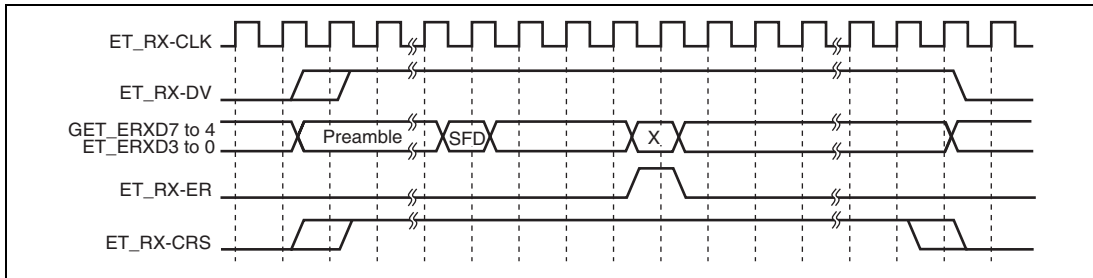 ET_RX-CLK
ET_RX-DV
GET_ERXD7 to 4
ET_ERXD3 to 0
Preamble
SFD
X
ET_RX-ER
ET_RX-CRS